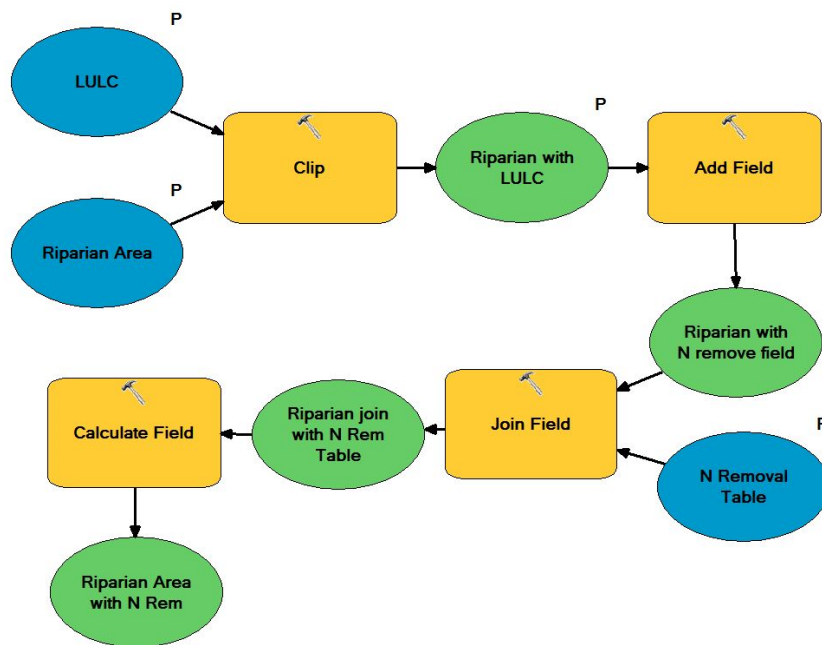 P
LULC
Clip
P
Riparian with
LULC
Add Field
P
Riparian Area
Riparian with
N remove field
Join Field
P
N Removal
Table
Riparian join
with N Rem
Table
Calculate Field
Riparian Area
with N Rem